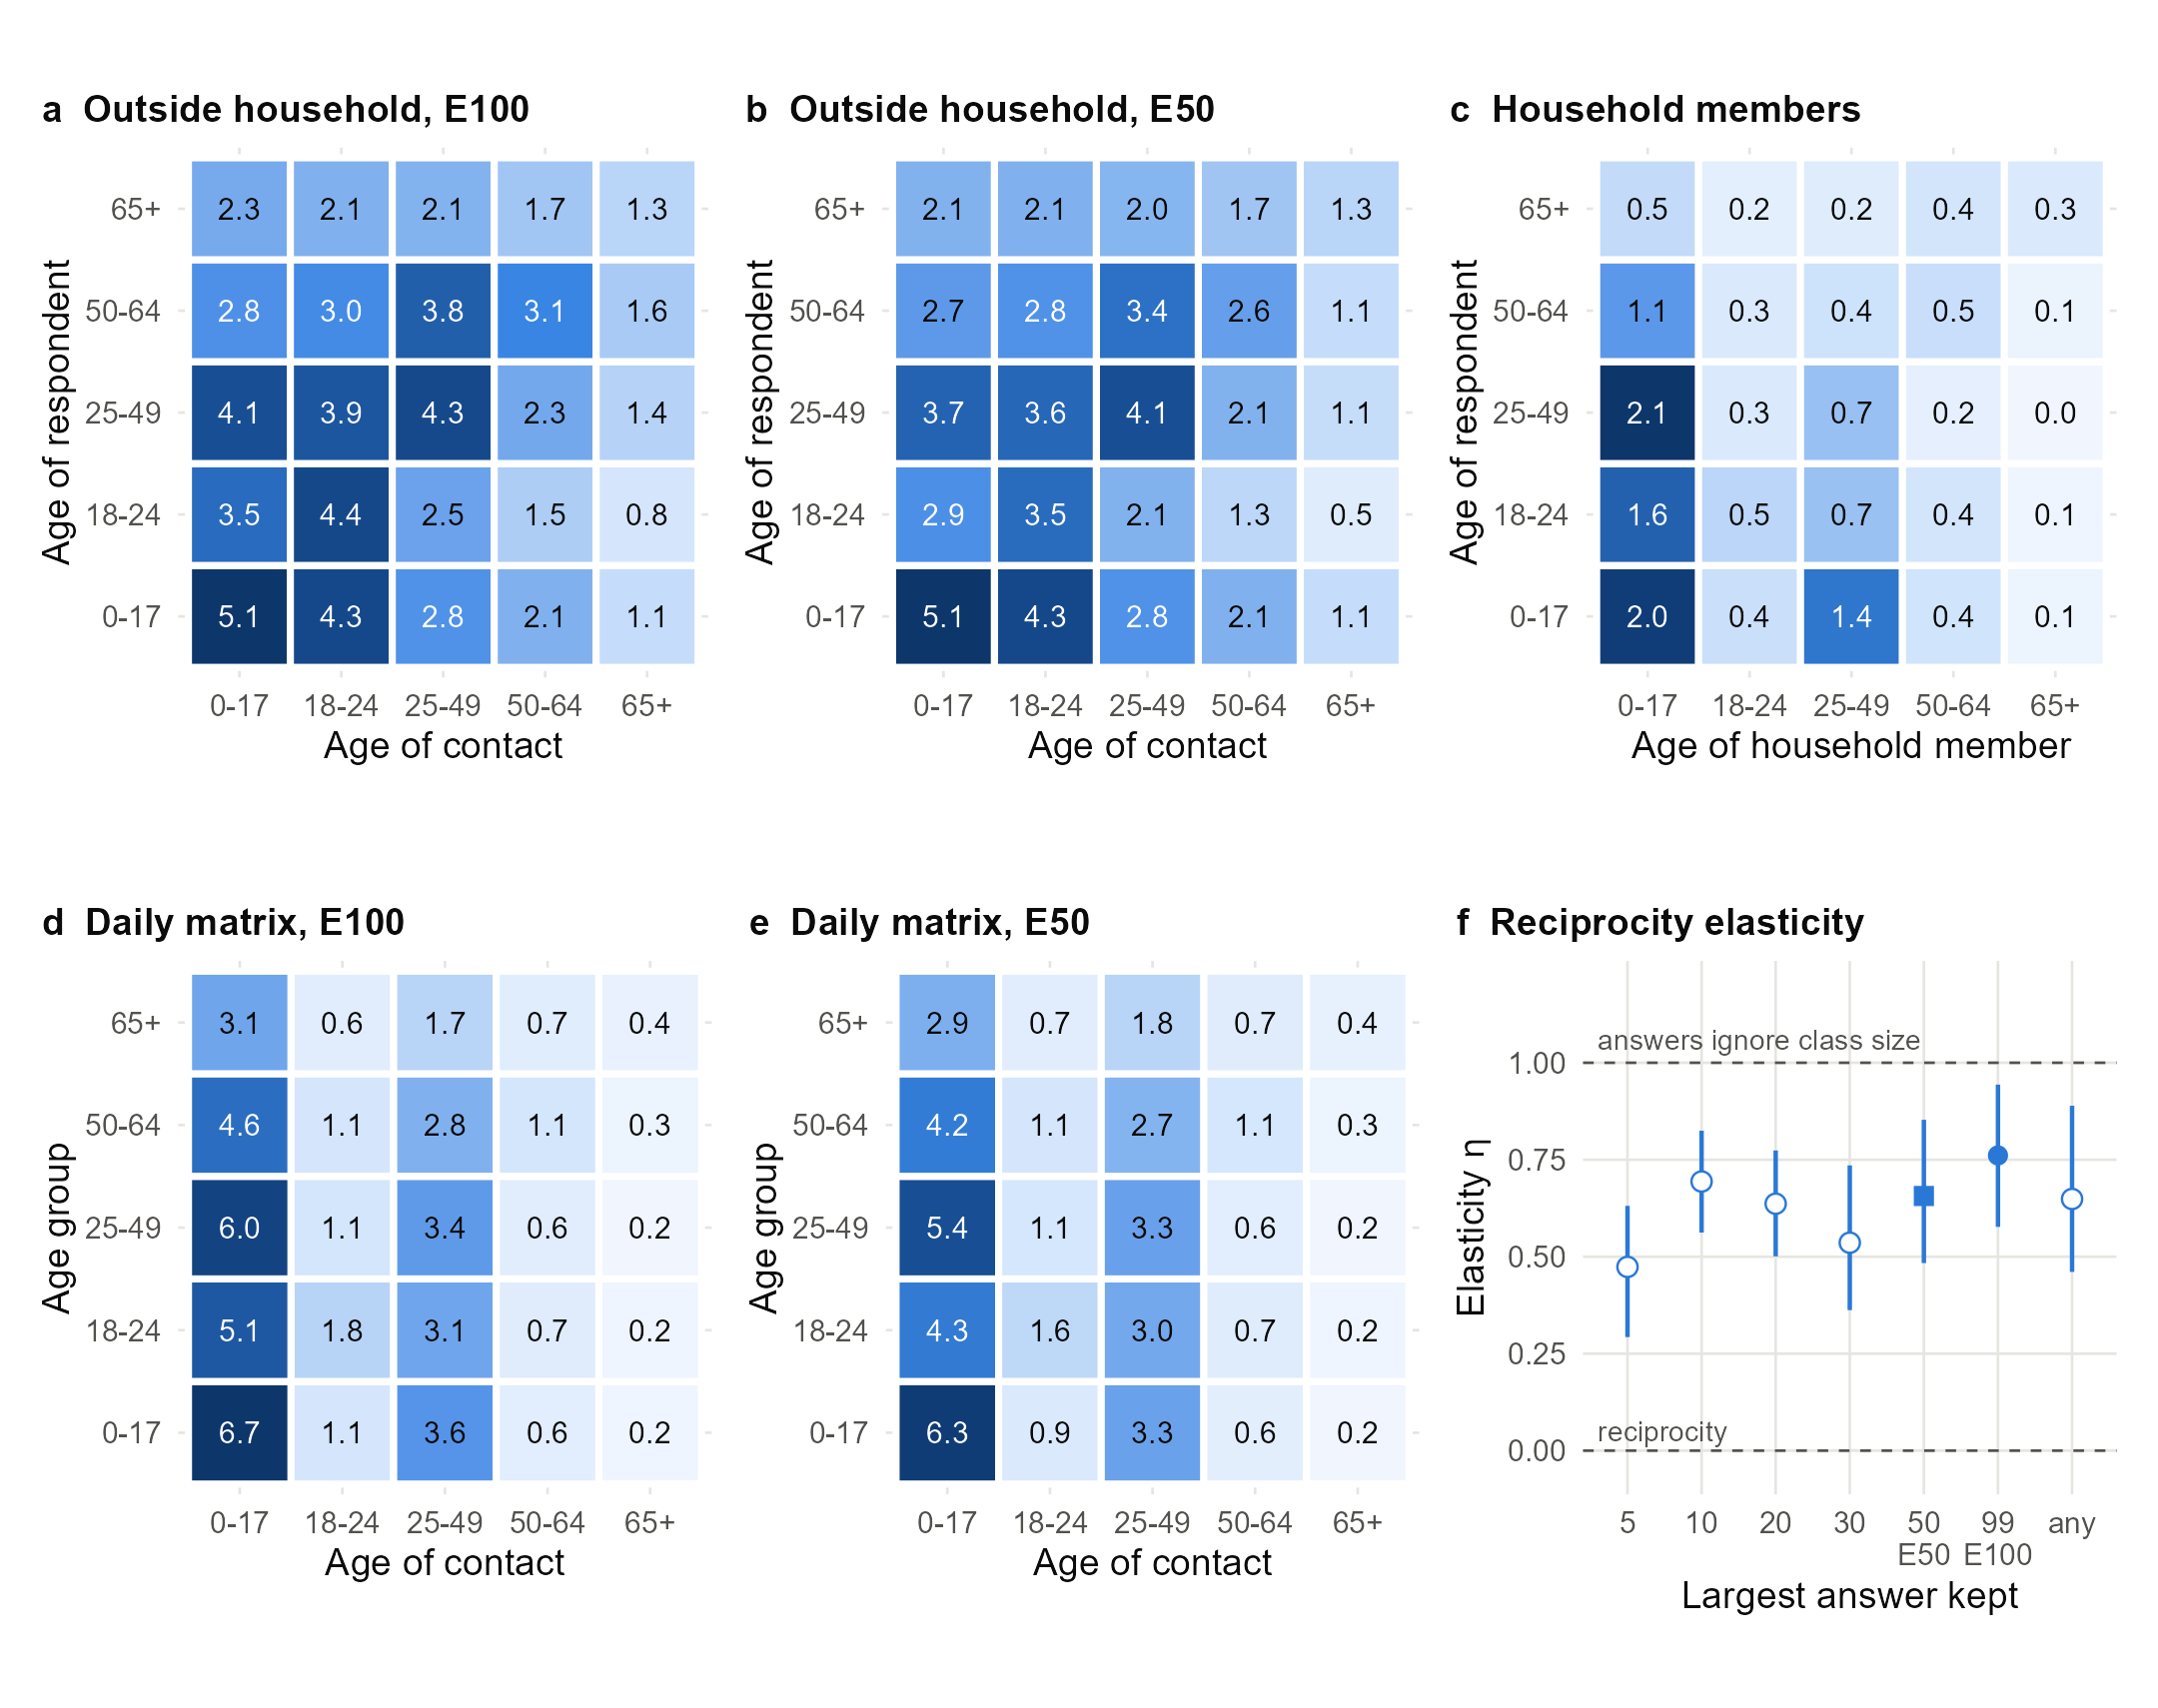 a Outside household, E100
Age of respondent
65+ 2.3 2.1 2.1 1.7 1.3
50-64 2.8 3.0 3.8 3.1 1.6
25-49 4.1 3.9 4.3 2.3 1.4
18-24 3.5 4.4 2.5 1.5 0.8
0-17 5.1 4.3 2.8 2.1 1.1
0-17 18-24 25-49 50-64 65+
Age of contact
b Outside household, E50
Age of respondent
65+ 2.1 2.1 2.0 1.7 1.3
50-64 2.7 2.8 3.4 2.6 1.1
25-49 3.7 3.6 4.1 2.1 1.1
18-24 2.9 3.5 2.1 1.3 0.5
0-17 5.1 4.3 2.8 2.1 1.1
0-17 18-24 25-49 50-64 65+
Age of contact
c Household members
Age of respondent
65+ 0.5 0.2 0.2 0.4 0.3
50-64 1.1 0.3 0.4 0.5 0.1
25-49 2.1 0.3 0.7 0.2 0.0
18-24 1.6 0.5 0.7 0.4 0.1
0-17 2.0 0.4 1.4 0.4 0.1
0-17 18-24 25-49 50-64 65+
Age of household member
d Daily matrix, E100
Age group
65+ 3.1 0.6 1.7 0.7 0.4
50-64 4.6 1.1 2.8 1.1 0.3
25-49 6.0 1.1 3.4 0.6 0.2
18-24 5.1 1.8 3.1 0.7 0.2
0-17 6.7 1.1 3.6 0.6 0.2
0-17 18-24 25-49 50-64 65+
Age of contact
e Daily matrix, E50
Age group
65+ 2.9 0.7 1.8 0.7 0.4
50-64 4.2 1.1 2.7 1.1 0.3
25-49 5.4 1.1 3.3 0.6 0.2
18-24 4.3 1.6 3.0 0.7 0.2
0-17 6.3 0.9 3.3 0.6 0.2
0-17 18-24 25-49 50-64 65+
Age of contact
f Reciprocity elasticity
Elasticity η
answers ignore class size
1.00
0.75
0.50
0.25
reciprocity
0.00
5 10 20 30 50 99 any
E50 E100
Largest answer kept